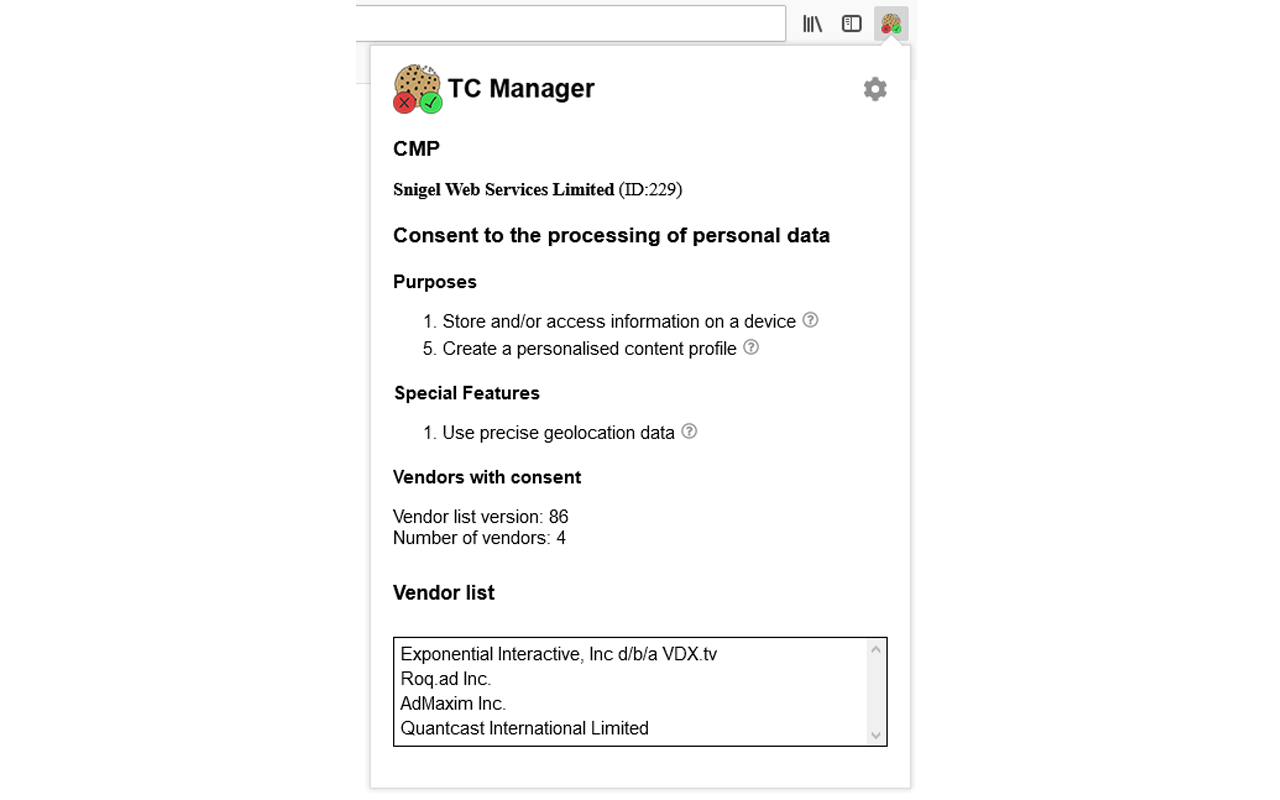 TC Manager
CMP
Snigel Web Services Limited (ID:229)
Consent to the processing of personal data
Purposes
1. Store and/or access information on a device
5. Create a personalised content profile
Special Features
1. Use precise geolocation data
Vendors with consent
Vendor list version: 86
Number of vendors: 4
Vendor list
Exponential Interactive, Inc d/b/a VDX.tv
Roq.ad Inc.
AdMaxim Inc.
Quantcast International Limited